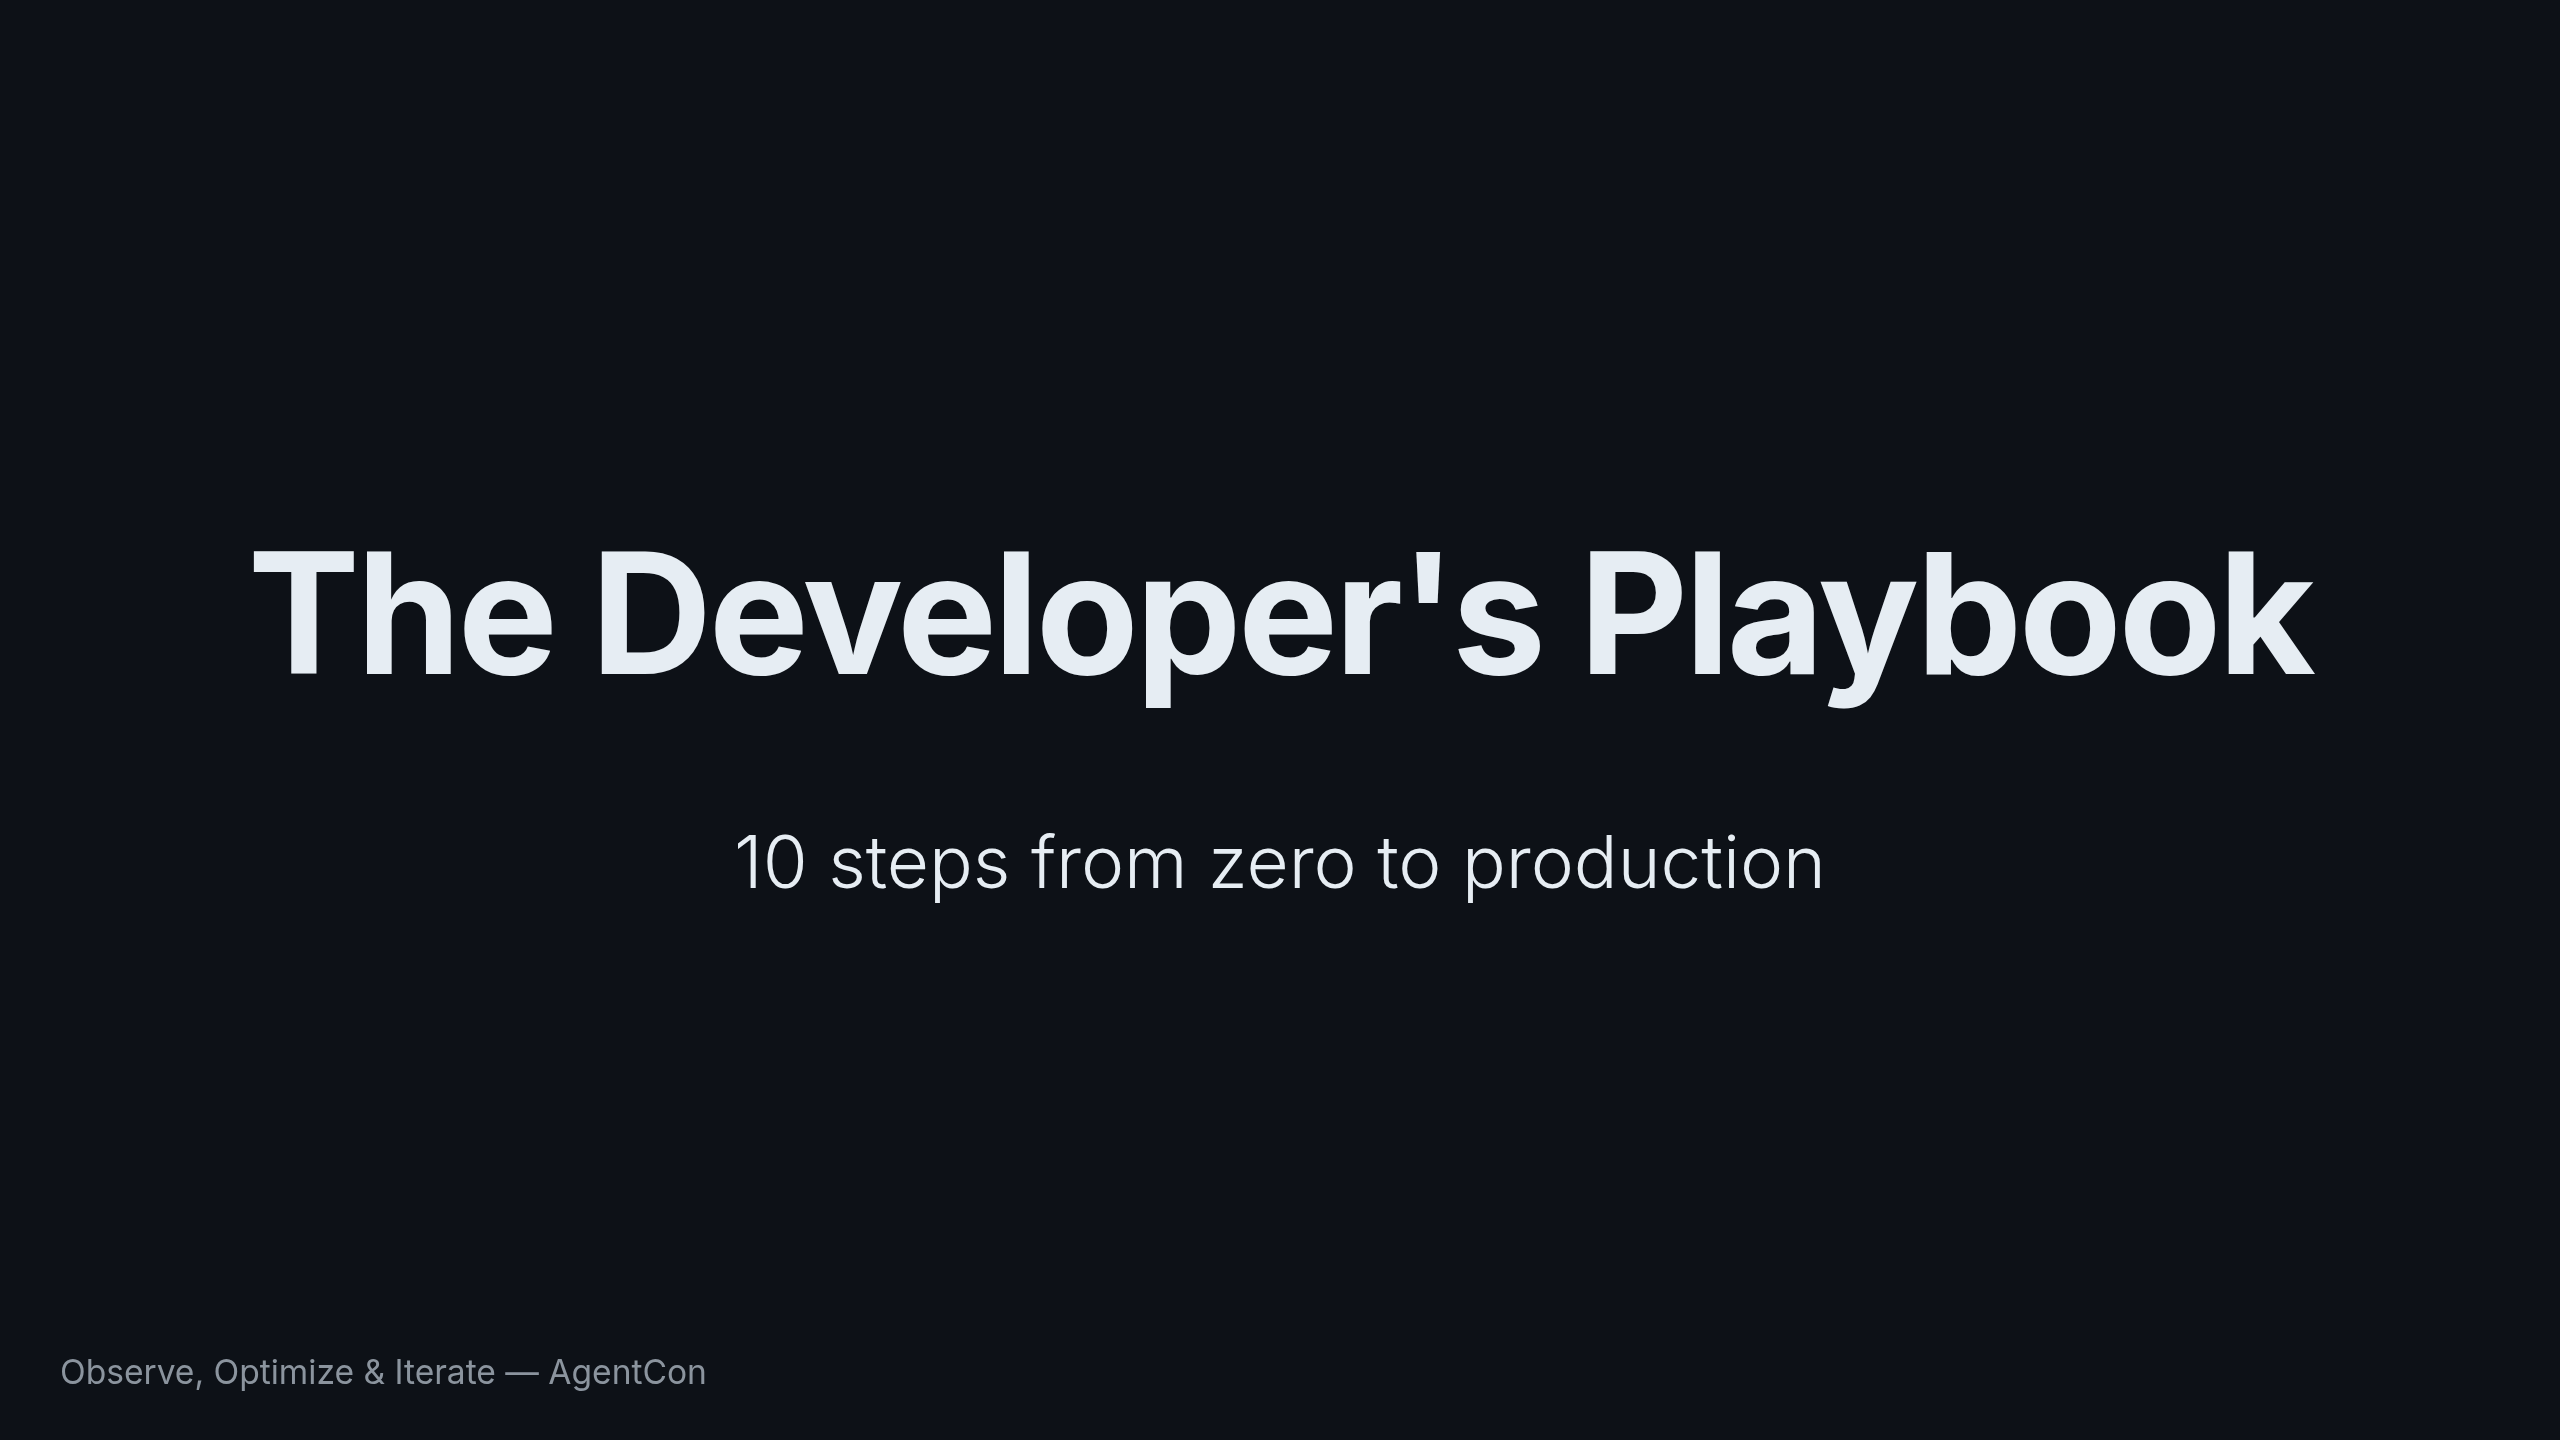 The Developer's Playbook
10 steps from zero to production
Observe, Optimize & Iterate — AgentCon